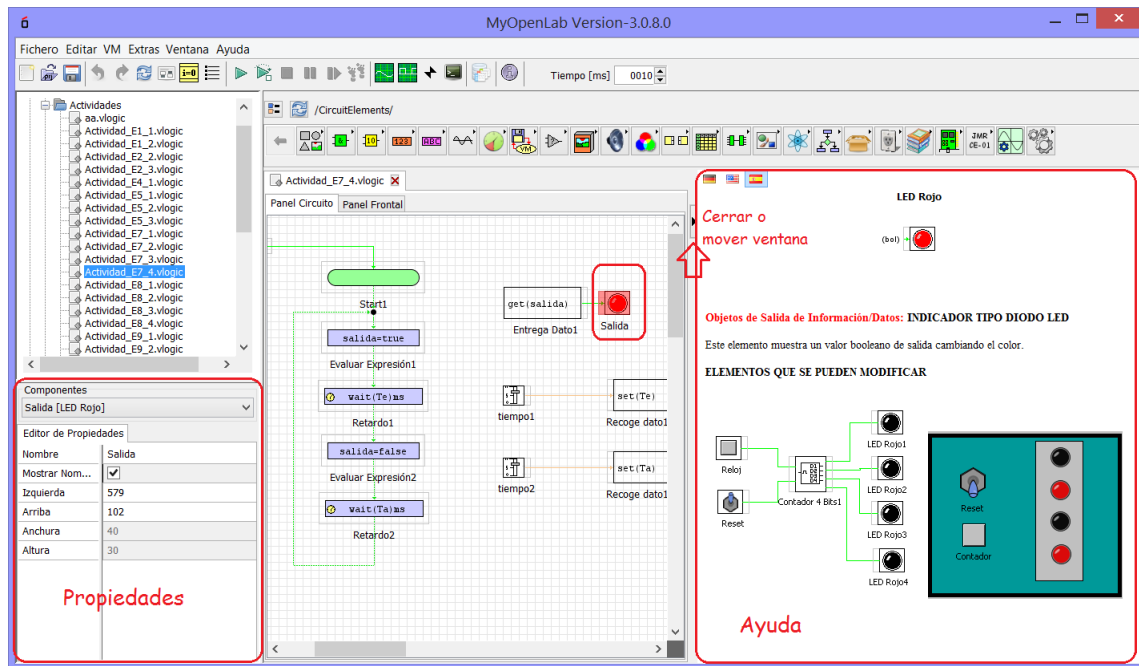 MyOpenLab Version-3.0.8.0
Fichero Editar VM Extras Ventana Ayuda
Tiempo [ms] 0010
Actividades
aa.vlogic
Actividad_E1_1.vlogic
Actividad_E1_2.vlogic
Actividad_E2_2.vlogic
Actividad_E2_3.vlogic
Actividad_E4_1.vlogic
Actividad_E5_1.vlogic
Actividad_E5_2.vlogic
Actividad_E5_3.vlogic
Actividad_E7_1.vlogic
Actividad_E7_2.vlogic
Actividad_E7_3.vlogic
Actividad_E7_4.vlogic
Actividad_E8_1.vlogic
Actividad_E8_2.vlogic
Actividad_E8_3.vlogic
Actividad_E8_4.vlogic
Actividad_E9_1.vlogic
Actividad_E9_2.vlogic
Componentes
Salida [LED Rojo]
Editor de Propiedades
Nombre Salida
Mostrar Nom...
Izquierda 579
Arriba 102
Anchura 40
Altura 30
Propiedades
/CircuitElements/
123 ABC VM JMR CE-01
Actividad_E7_4.vlogic
Panel Circuito Panel Frontal
Start1
salida=true
Evaluar Expresión1
wait(Te)ms
Retardo1
salida=false
Evaluar Expresión2
wait(Ta)ms
Retardo2
get(salida)
Entrega Dato1
Salida
tiempo1
set(Te)
Recoge dato1
tiempo2
set(Ta)
Recoge dato1
Cerrar o
mover ventana
LED Rojo
(bol)
Objetos de Salida de Información/Datos: INDICADOR TIPO DIODO LED
Este elemento muestra un valor booleano de salida cambiando el color.
ELEMENTOS QUE SE PUEDEN MODIFICAR
Reloj
Reset
Contador 4 Bits1
LED Rojo1
LED Rojo2
LED Rojo3
LED Rojo4
Reset
Contador
Ayuda